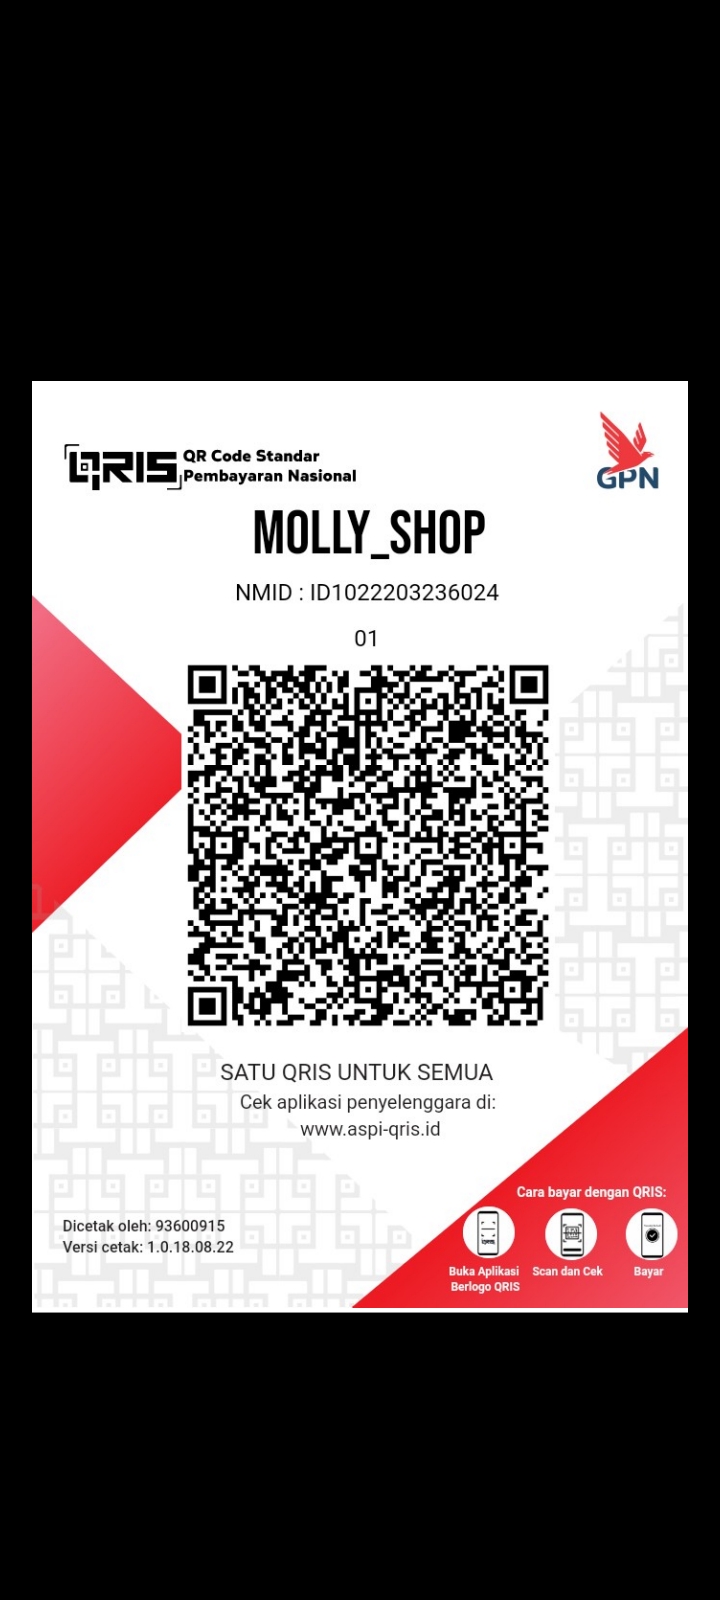 QRIS QR Code Standar
Pembayaran Nasional
GPN
MOLLY_SHOP
NMID : ID1022203236024
01
SATU QRIS UNTUK SEMUA
Cek aplikasi penyelenggara di:
www.aspi-qris.id
Dicetak oleh: 93600915
Versi cetak: 1.0.18.08.22
Cara bayar dengan QRIS:
Buka Aplikasi
Berlogo QRIS
Scan dan Cek
Bayar